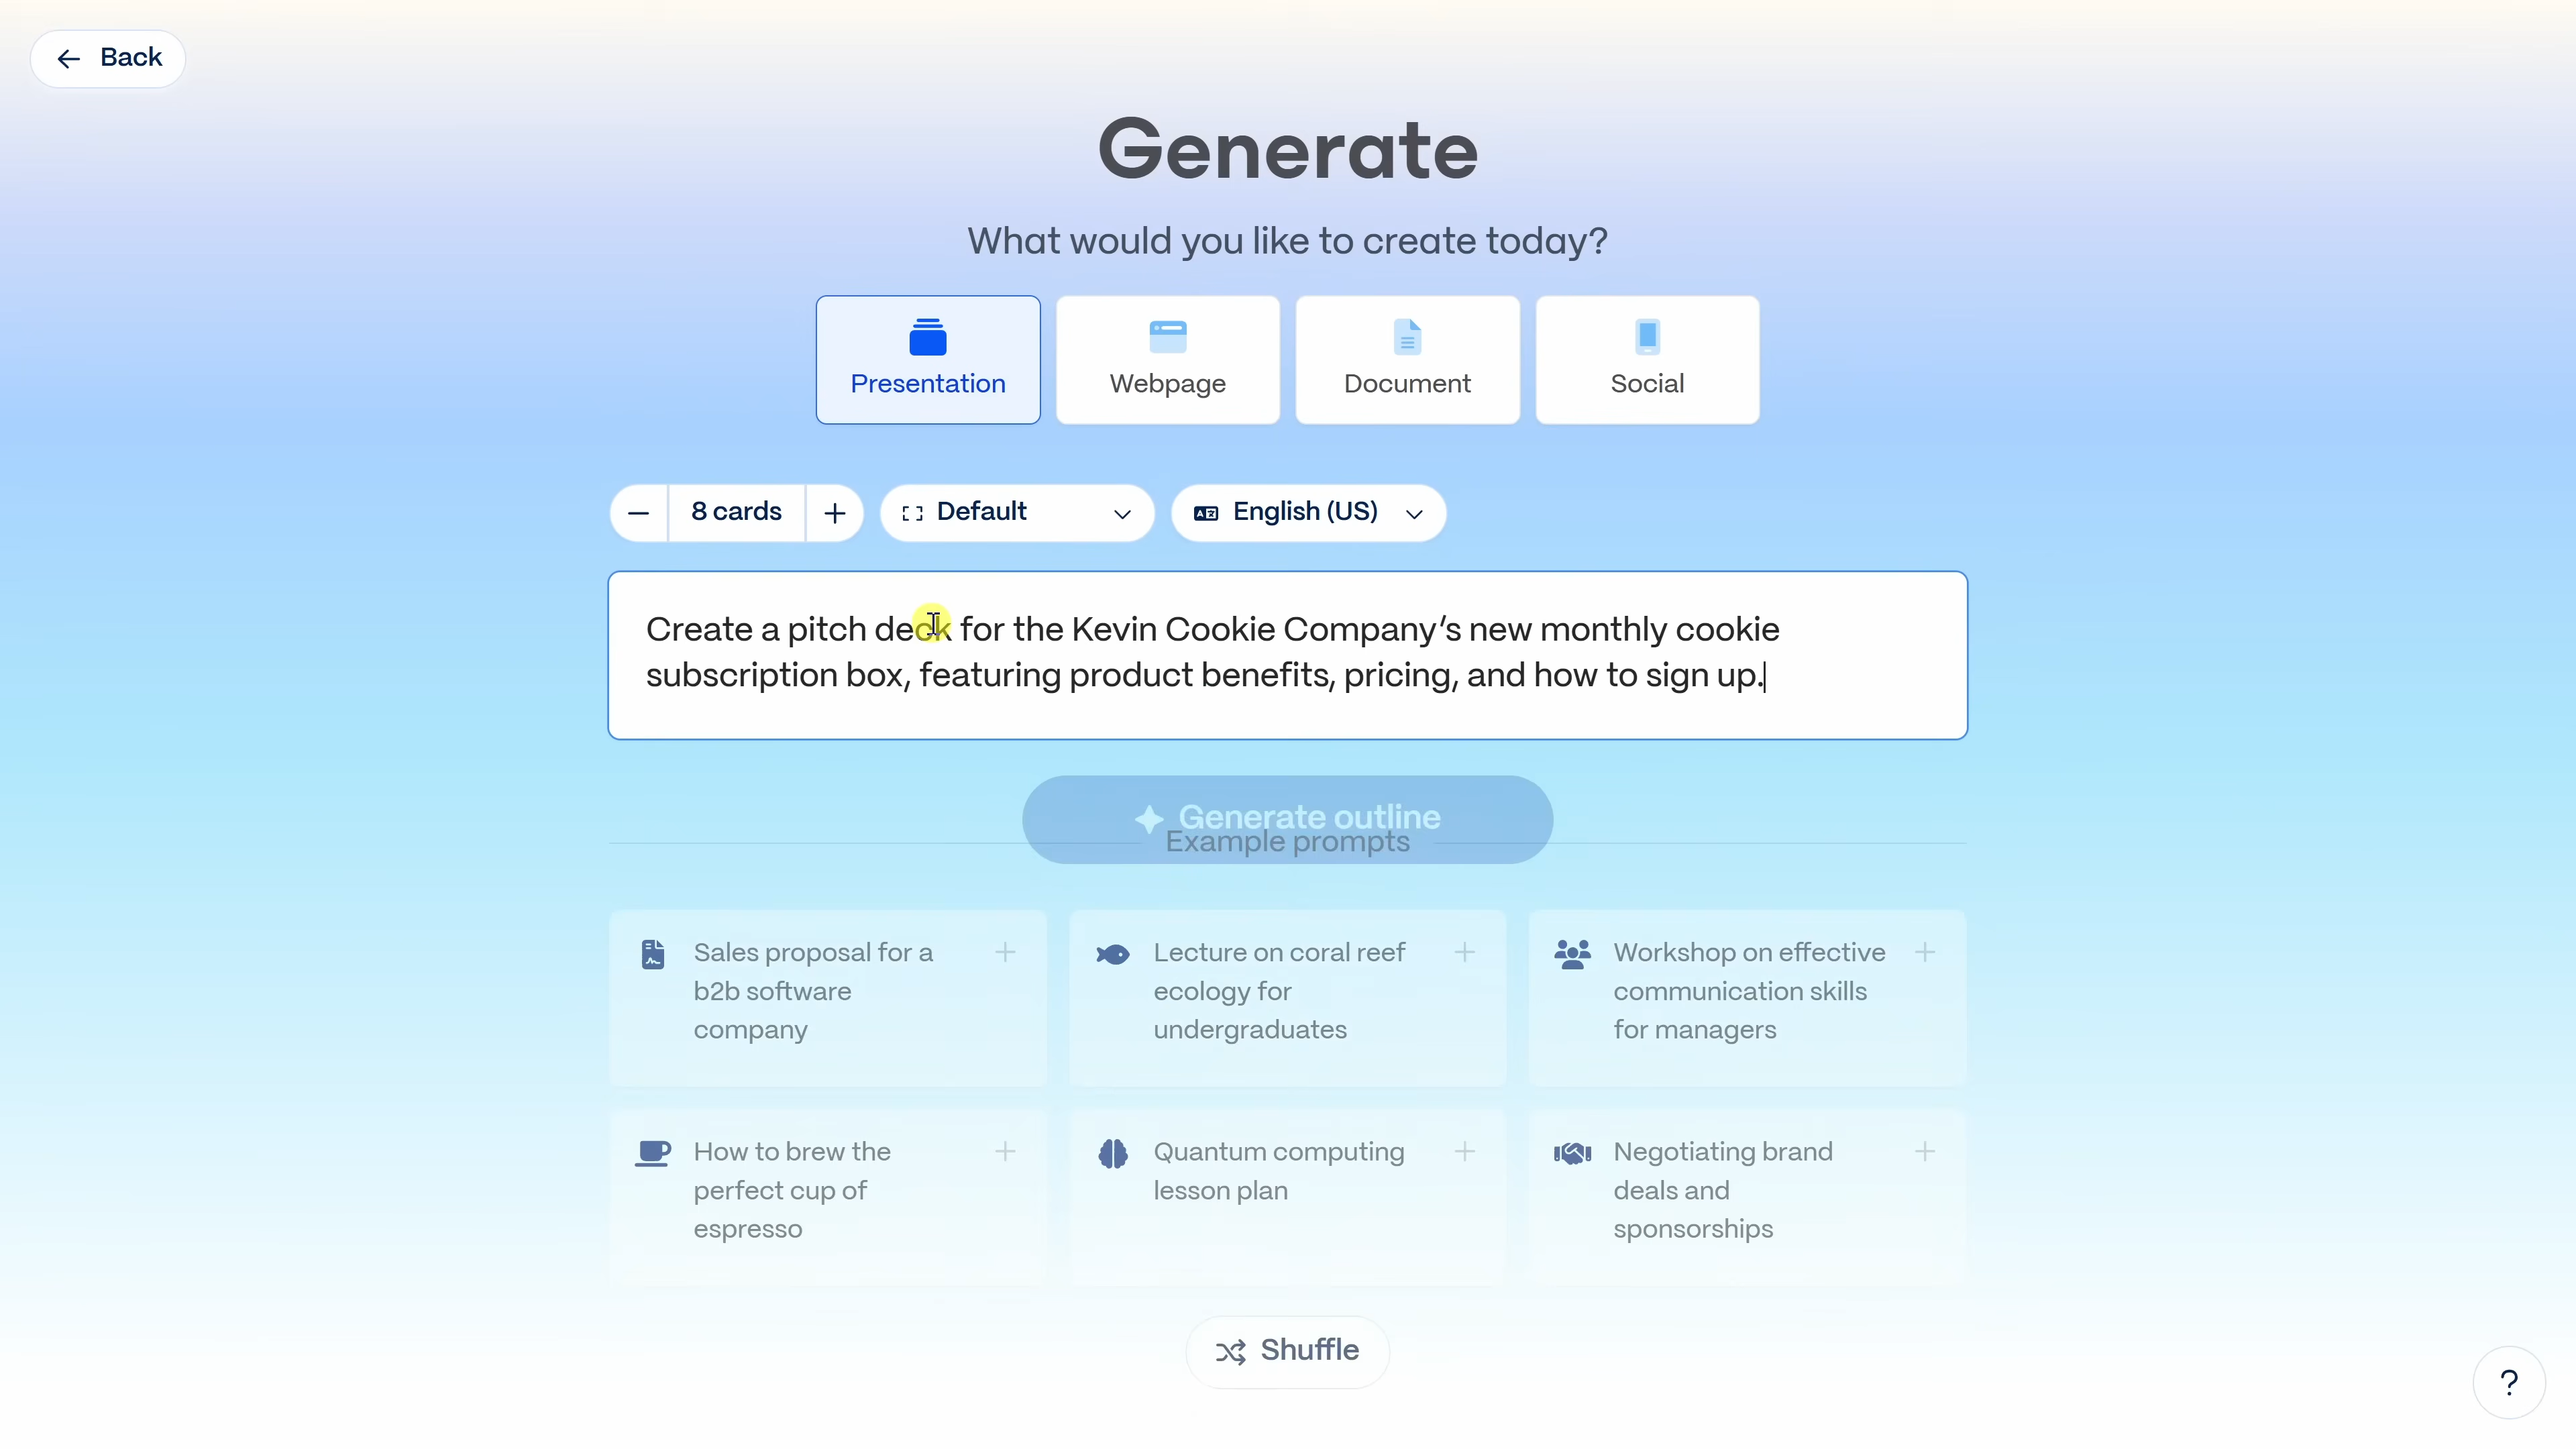 Back
Generate
What would you like to create today?
Presentation
Webpage
Document
Social
8 cards
Default
English (US)
Create a pitch deck for the Kevin Cookie Company’s new monthly cookie
subscription box, featuring product benefits, pricing, and how to sign up.
Generate outline
Example prompts
Sales proposal for a
b2b software
company
Lecture on coral reef
ecology for
undergraduates
Workshop on effective
communication skills
for managers
How to brew the
perfect cup of
espresso
Quantum computing
lesson plan
Negotiating brand
deals and
sponsorships
Shuffle
?